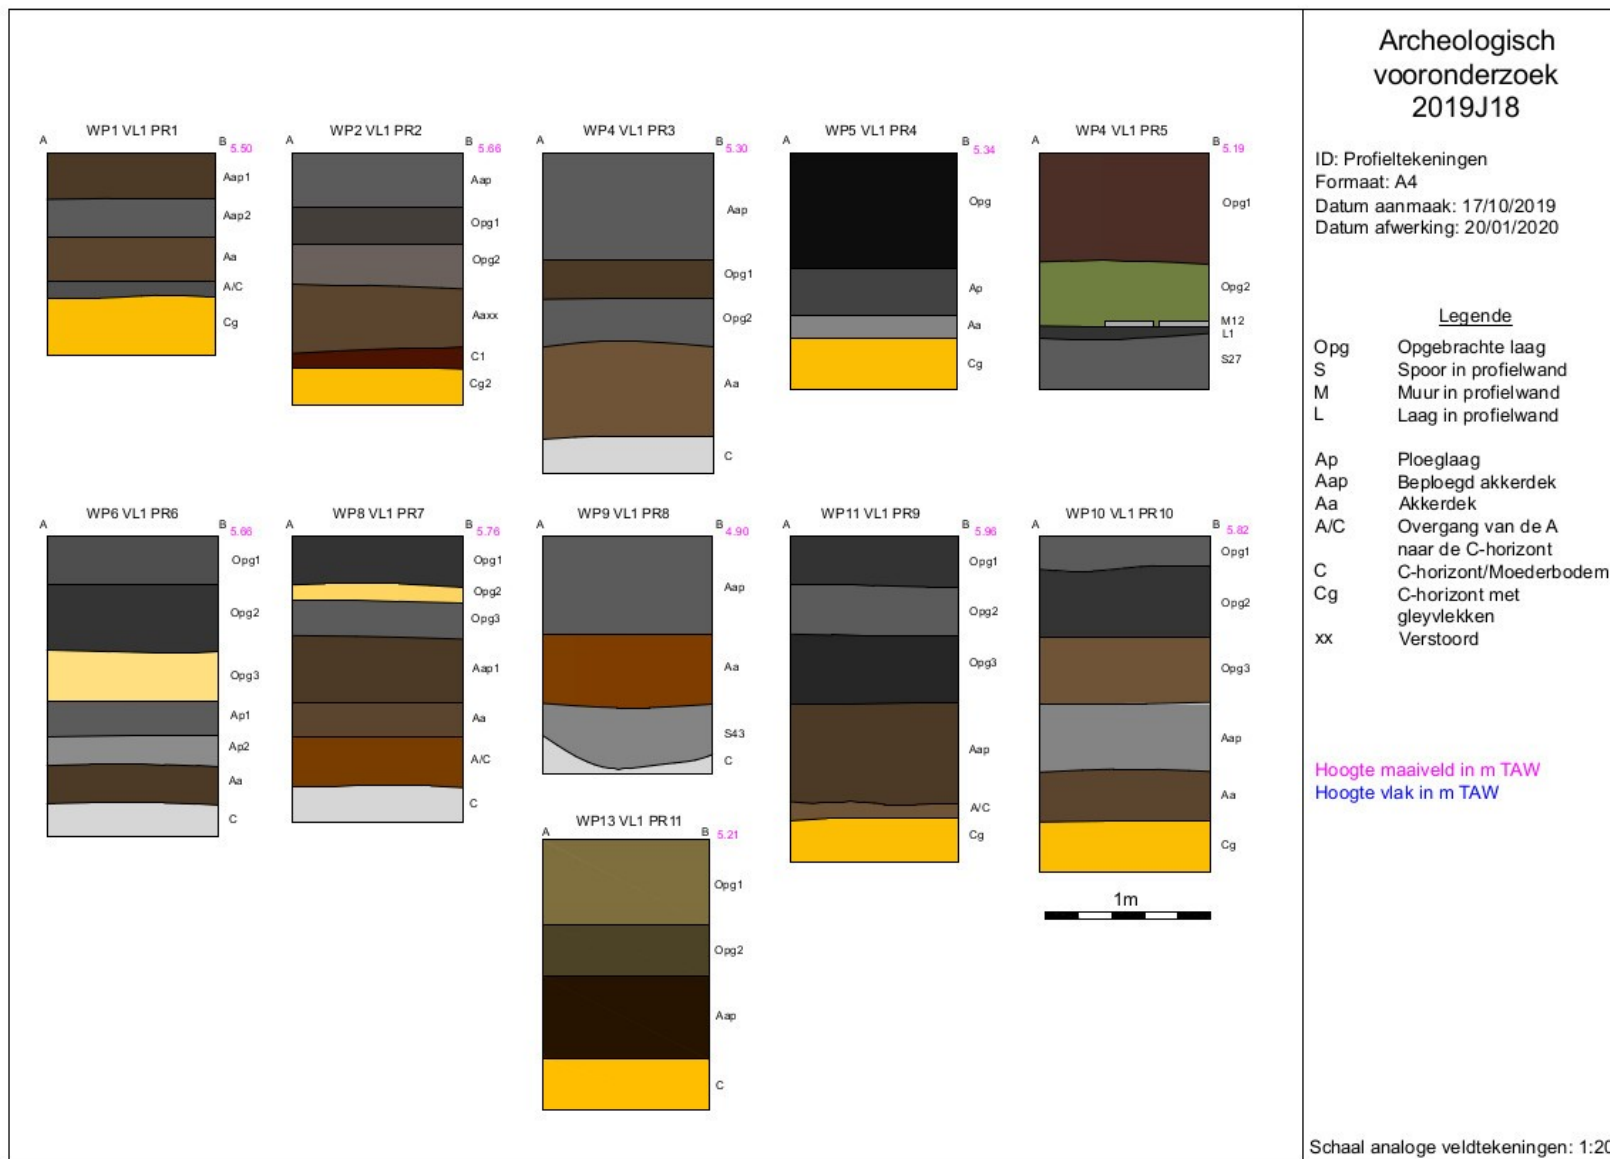 WP1 VL1 PR1
A
B
5.50
Aap1
Aap2
Aa
A/C
Cg
WP2 VL1 PR2
A
B
5.66
Aap
Opg1
Opg2
Aaxx
C1
Cg2
WP4 VL1 PR3
A
B
5.30
Aap
Opg1
Opg2
Aa
C
WP5 VL1 PR4
A
B
5.34
Opg
Ap
Aa
Cg
WP4 VL1 PR5
A
B
5.19
Opg1
Opg2
M12
L1
S27
WP6 VL1 PR6
A
B
5.66
Opg1
Opg2
Opg3
Ap1
Ap2
Aa
C
WP8 VL1 PR7
A
B
5.76
Opg1
Opg2
Opg3
Aap1
Aa
A/C
C
WP9 VL1 PR8
A
B
4.90
Aap
Aa
S43
C
WP11 VL1 PR9
A
B
5.96
Opg1
Opg2
Opg3
Aap
A/C
Cg
WP10 VL1 PR10
A
B
5.82
Opg1
Opg2
Opg3
Aap
Aa
Cg
WP13 VL1 PR11
A
B
5.21
Opg1
Opg2
Aap
C
1m
Archeologisch
vooronderzoek
2019J18
ID: Profieltekeningen
Formaat: A4
Datum aanmaak: 17/10/2019
Datum afwerking: 20/01/2020
Legende
Opg Opgebrachte laag
S Spoor in profielwand
M Muur in profielwand
L Laag in profielwand
Ap Ploeglaag
Aap Beploegd akkerdek
Aa Akkerdek
A/C Overgang van de A
naar de C-horizont
C C-horizont/Moederbodem
Cg C-horizont met
gleyvlekken
xx Verstoord
Hoogte maaiveld in m TAW
Hoogte vlak in m TAW
Schaal analoge veldtekeningen: 1:20